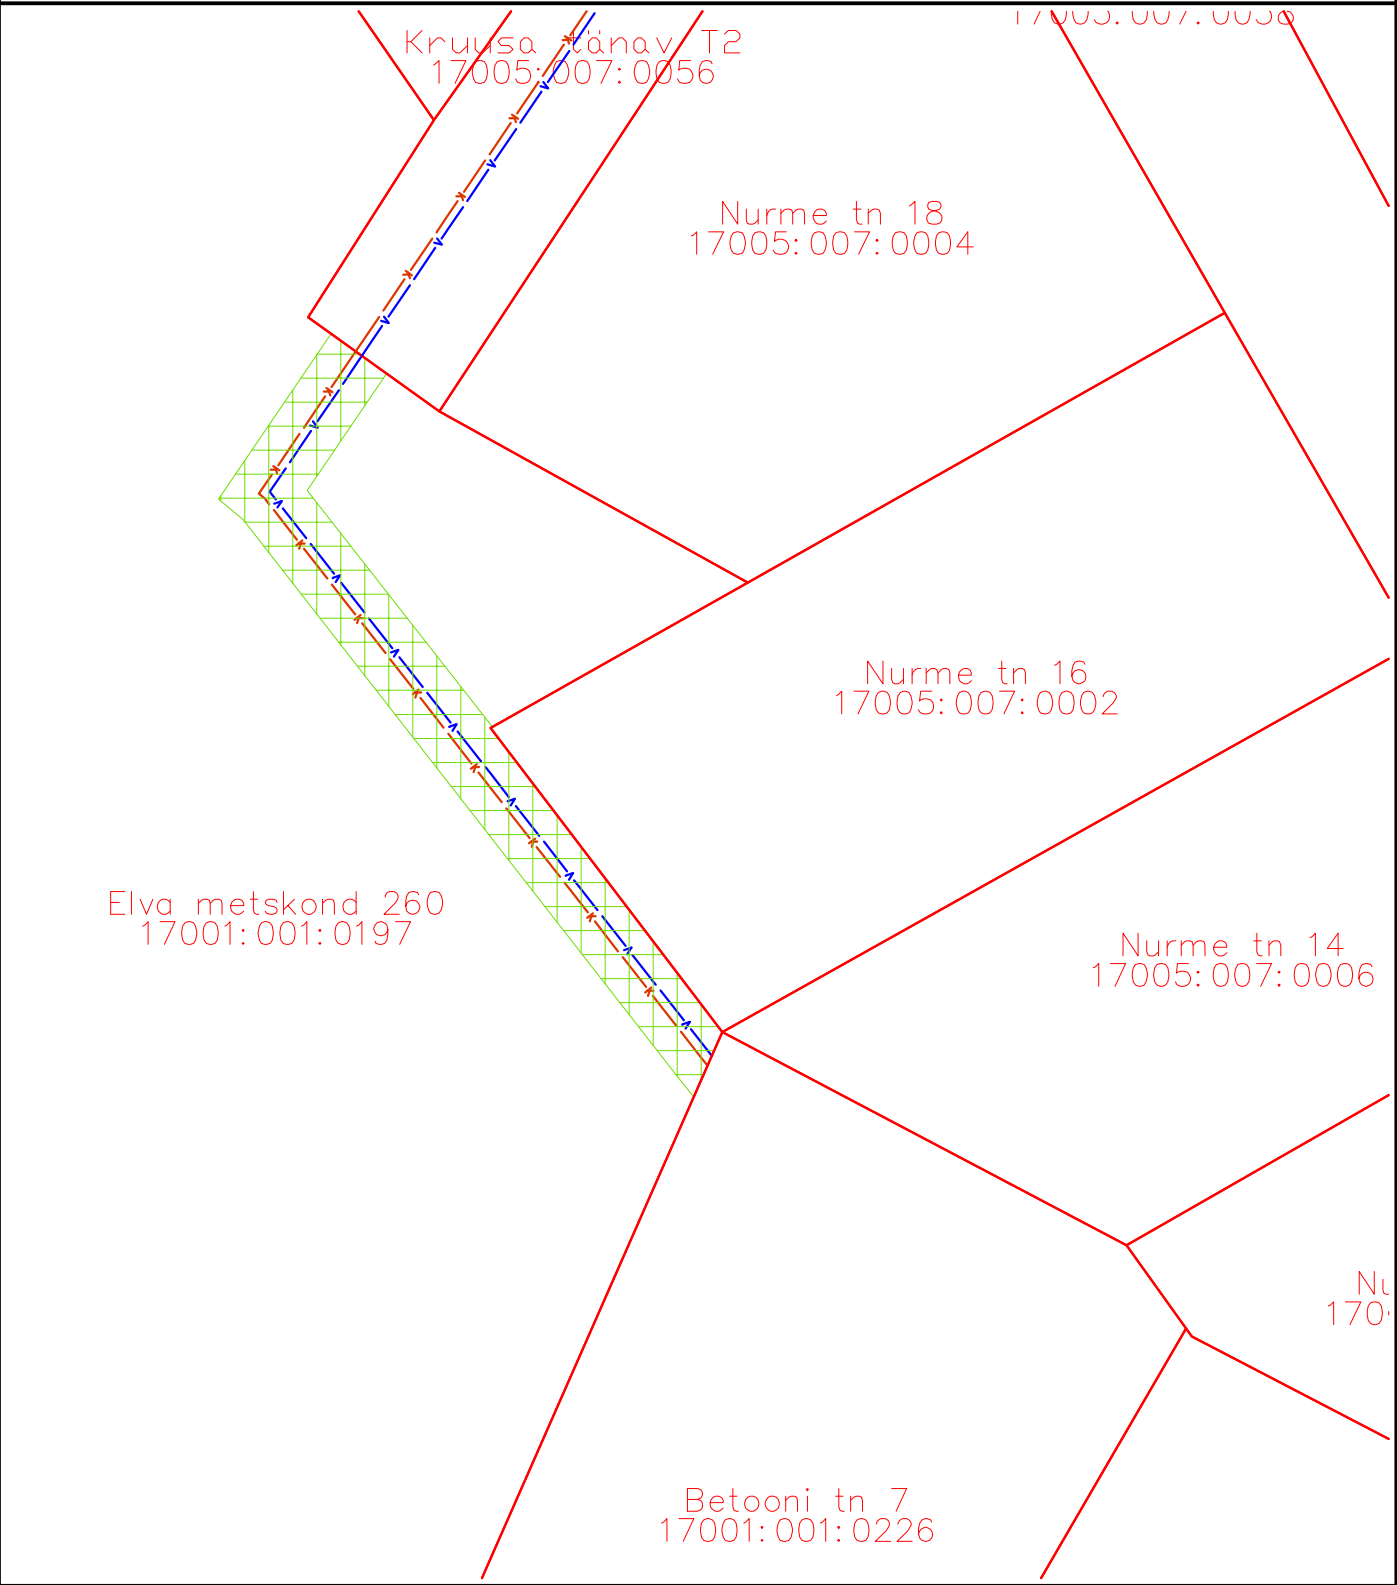 Kruusa tänav T2
17005:007:0056
Nurme tn 18
17005:007:0004
Nurme tn 16
17005:007:0002
Elva metskond 260
17001:001:0197
Nurme tn 14
17005:007:0006
Betooni tn 7
17001:001:0226